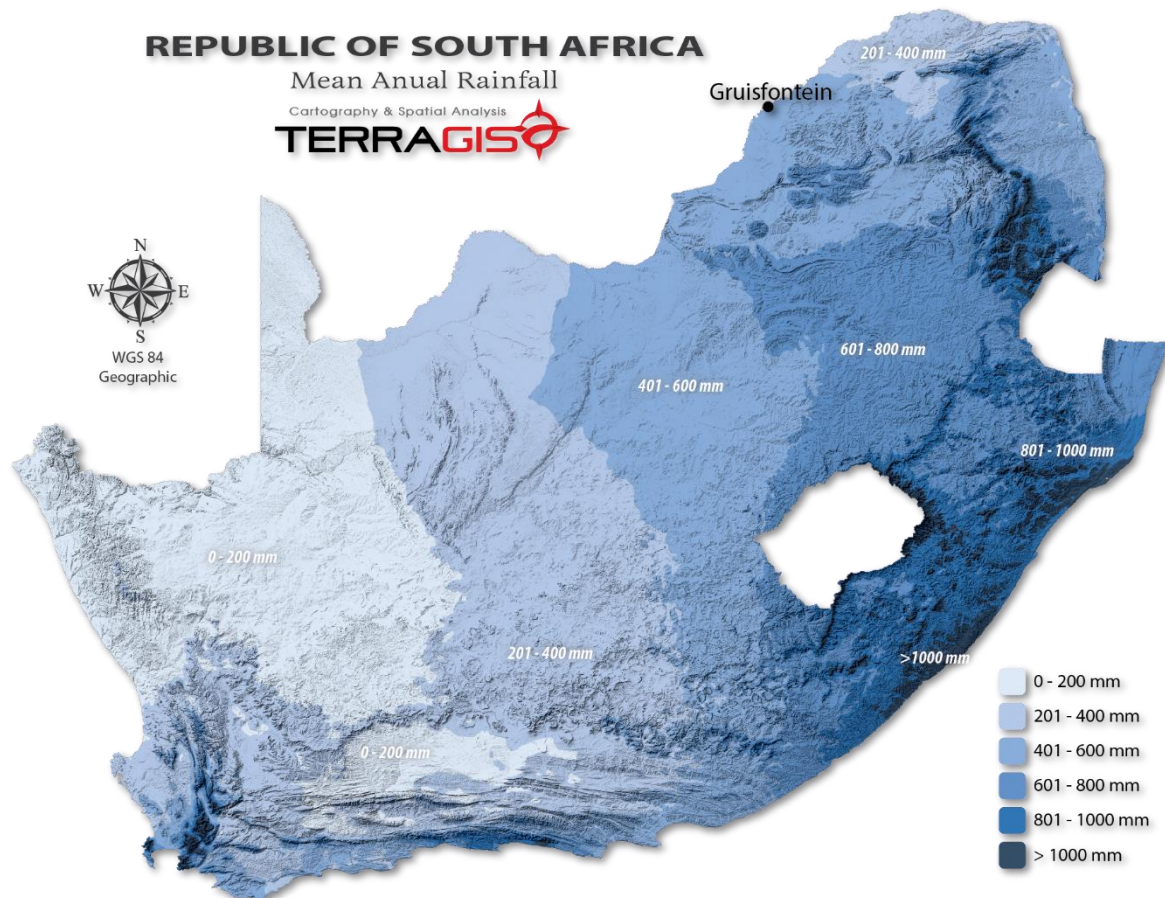 REPUBLIC OF SOUTH AFRICA
Mean Anual Rainfall
Cartography & Spatial Analysis
TERRAGIS
201 - 400 mm
Gruisfontein
N
W E
S
WGS 84
Geographic
601 - 800 mm
401 - 600 mm
801 - 1000 mm
0 - 200 mm
201 - 400 mm
>1000 mm
0 - 200 mm
0 - 200 mm
201 - 400 mm
401 - 600 mm
601 - 800 mm
801 - 1000 mm
> 1000 mm